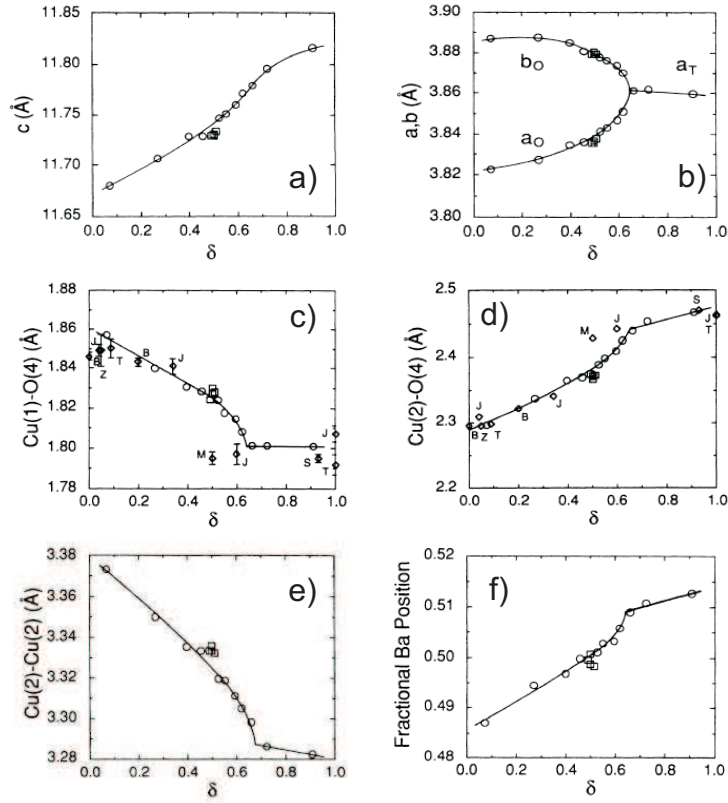 11.85
11.80
11.75
11.70
11.65
c (Å)
a)
0.0 0.2 0.4 0.6 0.8 1.0
δ
3.90
3.88
3.86
3.84
3.82
3.80
a,b (Å)
bO
aO
aT
b)
0.0 0.2 0.4 0.6 0.8 1.0
δ
1.88
1.86
1.84
1.82
1.80
1.78
Cu(1)-O(4) (Å)
c)
J
B
Z
T
B
J
M
J
S
J
T
0.0 0.2 0.4 0.6 0.8 1.0
δ
2.5
2.4
2.3
2.2
Cu(2)-O(4) (Å)
d)
J
B
Z
T
B
J
M
J
S
J
T
0.0 0.2 0.4 0.6 0.8 1.0
δ
3.38
3.36
3.34
3.32
3.30
3.28
Cu(2)-Cu(2) (Å)
e)
0.0 0.2 0.4 0.6 0.8 1.0
δ
0.52
0.51
0.50
0.49
0.48
Fractional Ba Position
f)
0.0 0.2 0.4 0.6 0.8 1.0
δ